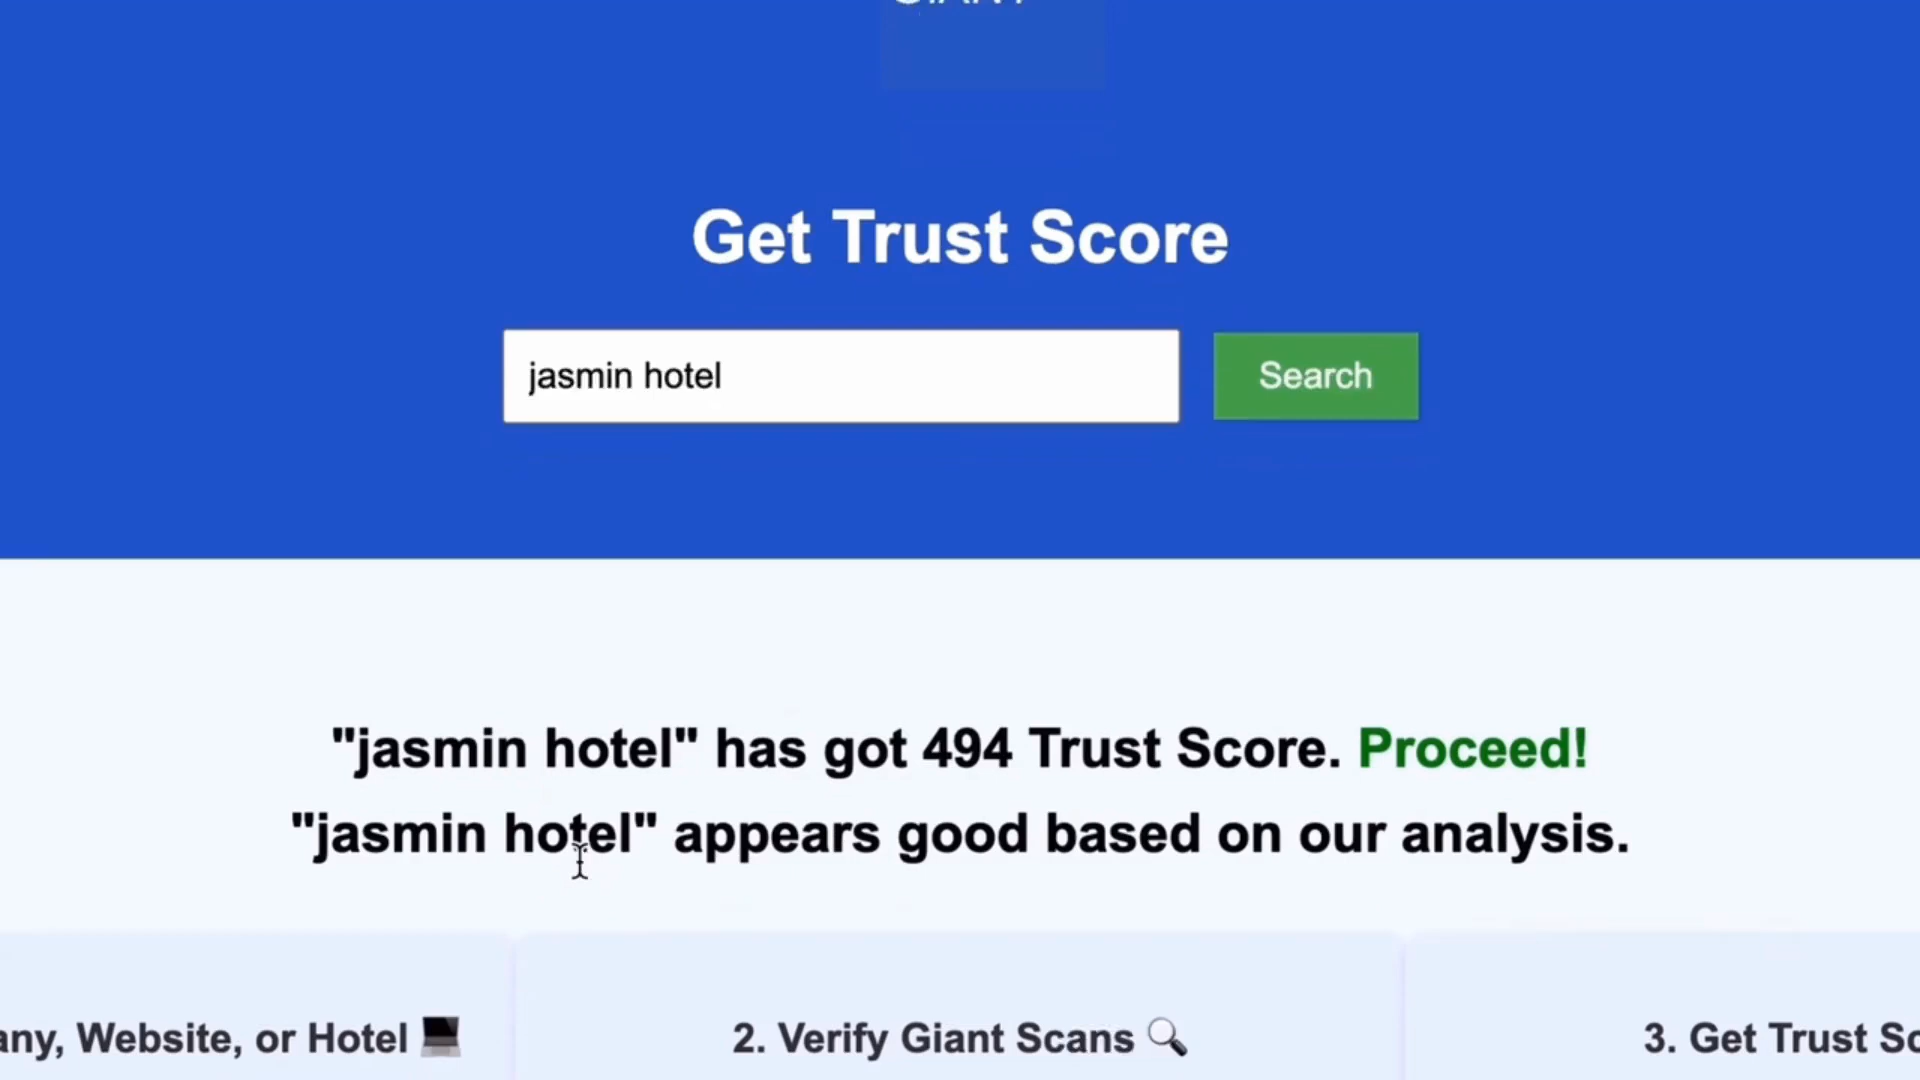 GIANT
Get Trust Score
jasmin hotel
Search
"jasmin hotel" has got 494 Trust Score. Proceed!
"jasmin hotel" appears good based on our analysis.
any, Website, or Hotel
2. Verify Giant Scans
3. Get Trust Sc